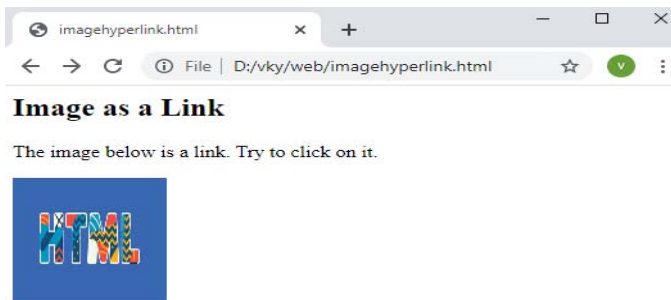 imagehyperlink.html
File | D:/vky/web/imagehyperlink.html
V
Image as a Link
The image below is a link. Try to click on it.
HTML